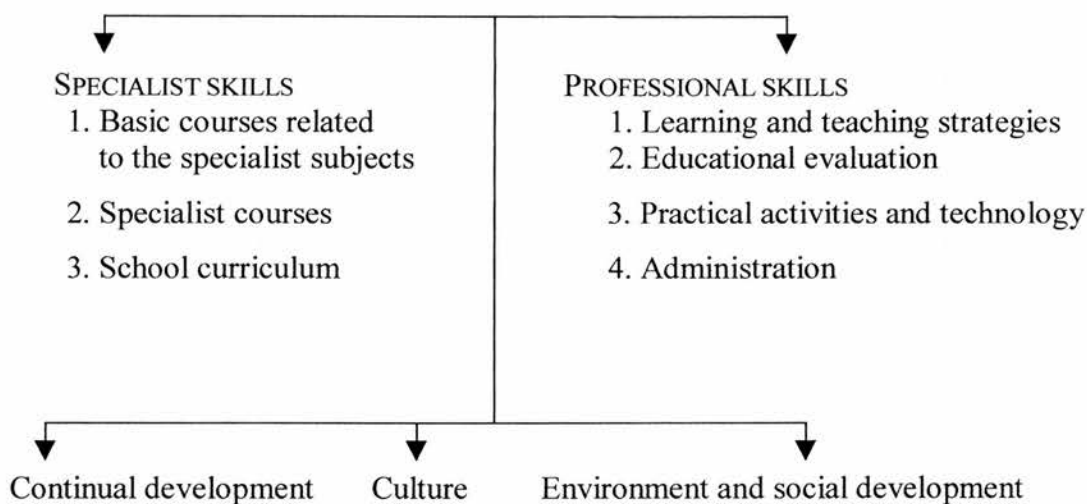 SPECIALIST SKILLS
1. Basic courses related
to the specialist subjects
2. Specialist courses
3. School curriculum
PROFESSIONAL SKILLS
1. Learning and teaching strategies
2. Educational evaluation
3. Practical activities and technology
4. Administration
Continual development
Culture
Environment and social development